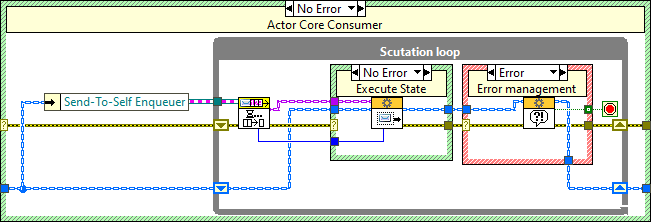 No Error
Actor Core Consumer
Scutation loop
No Error
Error
Execute State
Error management
Send-To-Self Enqueuer
?!
?
?
?
?